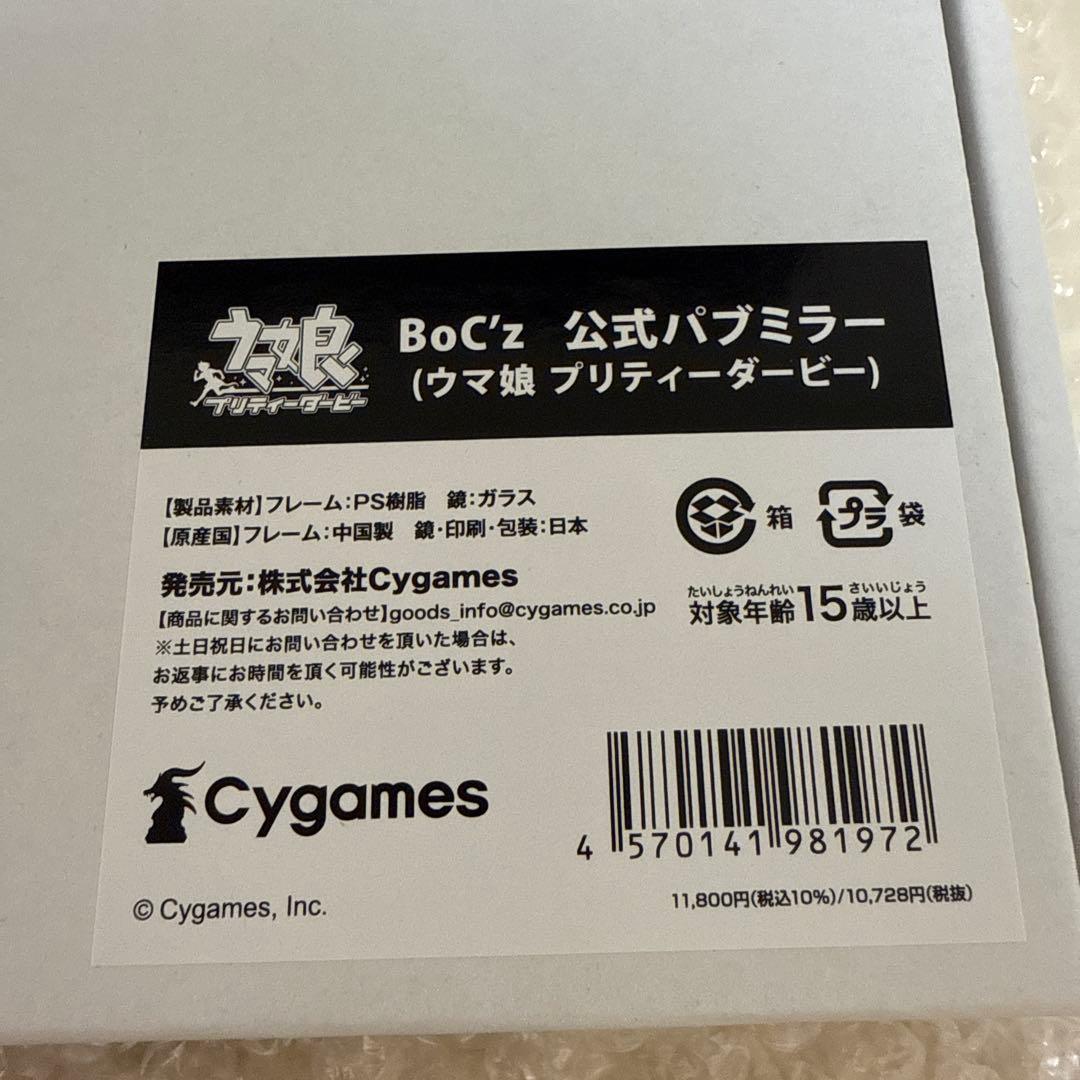 ウマ娘
プリティーダービー
BoC'z 公式パブミラー
(ウマ娘 プリティーダービー)
【製品素材】フレーム:PS樹脂 鏡:ガラス
【原産国】フレーム:中国製 鏡・印刷・包装:日本
発売元:株式会社Cygames
【商品に関するお問い合わせ】goods_info@cygames.co.jp
※土日祝日にお問い合わせを頂いた場合は、
お返事にお時間を頂く可能性がございます。
予めご了承ください。
箱
プラ 袋
たいしょうねんれい さいいじょう
対象年齢15歳以上
Cygames
4 570141 981972
© Cygames, Inc.
11,800円(税込10%)/10,728円(税抜)